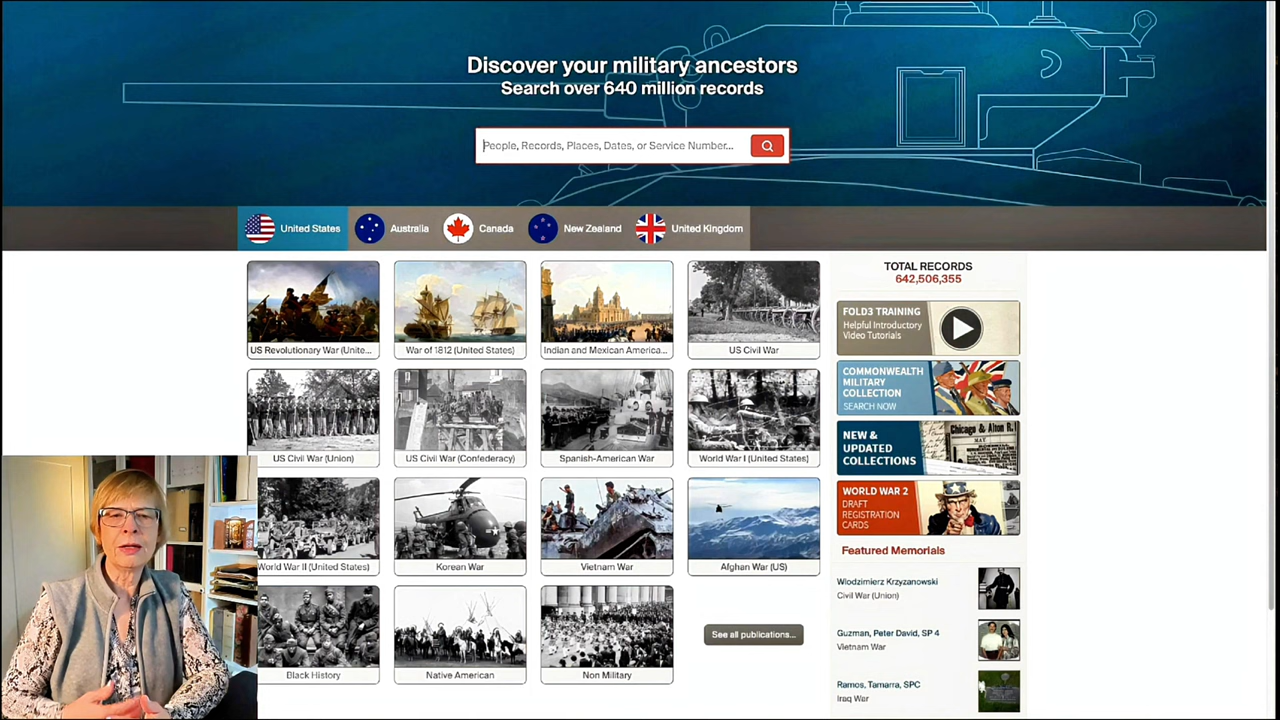 Discover your military ancestors
Search over 640 million records
People, Records, Places, Dates, or Service Number...
United States
Australia
Canada
New Zealand
United Kingdom
US Revolutionary War (Unite...
War of 1812 (United States)
Indian and Mexican America...
US Civil War
US Civil War (Union)
US Civil War (Confederacy)
Spanish-American War
World War I (United States)
World War II (United States)
Korean War
Vietnam War
Afghan War (US)
Black History
Native American
Non Military
See all publications...
TOTAL RECORDS
642,506,355
FOLD3 TRAINING
Helpful Introductory
Video Tutorials
COMMONWEALTH
MILITARY
COLLECTION
SEARCH NOW
NEW &
UPDATED
COLLECTIONS
Chicago & Alton R.
MAY.
WORLD WAR 2
DRAFT
REGISTRATION
CARDS
Featured Memorials
Wlodzimierz Krzyzanowski
Civil War (Union)
Guzman, Peter David, SP 4
Vietnam War
Ramos, Tamarra, SPC
Iraq War